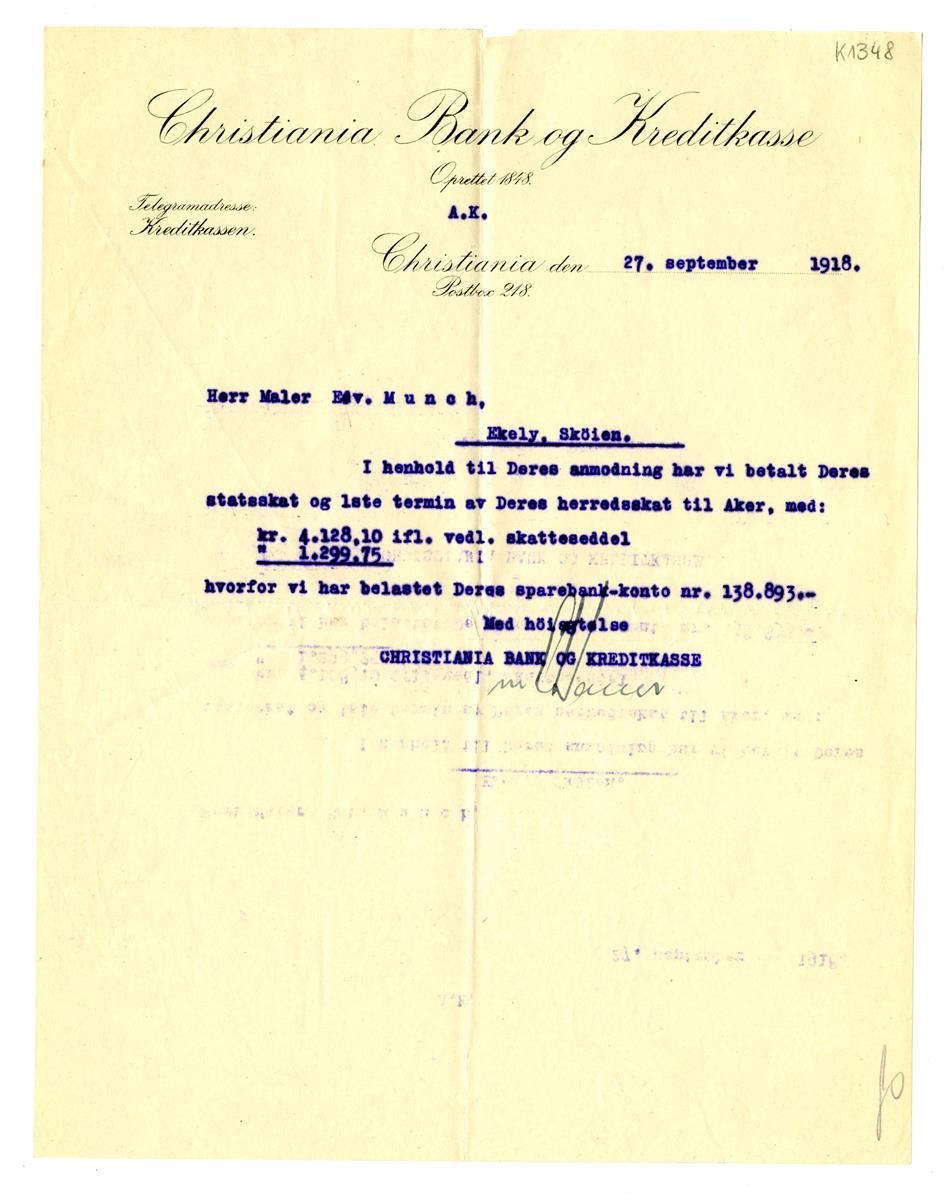 K1348
Christiania Bank og Kreditkasse
Oprettet 1848.
Telegramadresse:
Kreditkassen.
A.K.
Christiania den 27. september 1918.
Postbox 218.
Herr Maler Edv. Munch,
Ekely, Sköien.
I henhold til Deres anmodning har vi betalt Deres
statsskat og 1ste termin av Deres herredsskat til Aker, med:
kr. 4.128,10 ifl. vedl. skatteseddel
" 1.299.75
hvorfor vi har belastet Deres sparebank-konto nr. 138.893.-
Med höiagtelse
CHRISTIANIA BANK OG KREDITKASSE